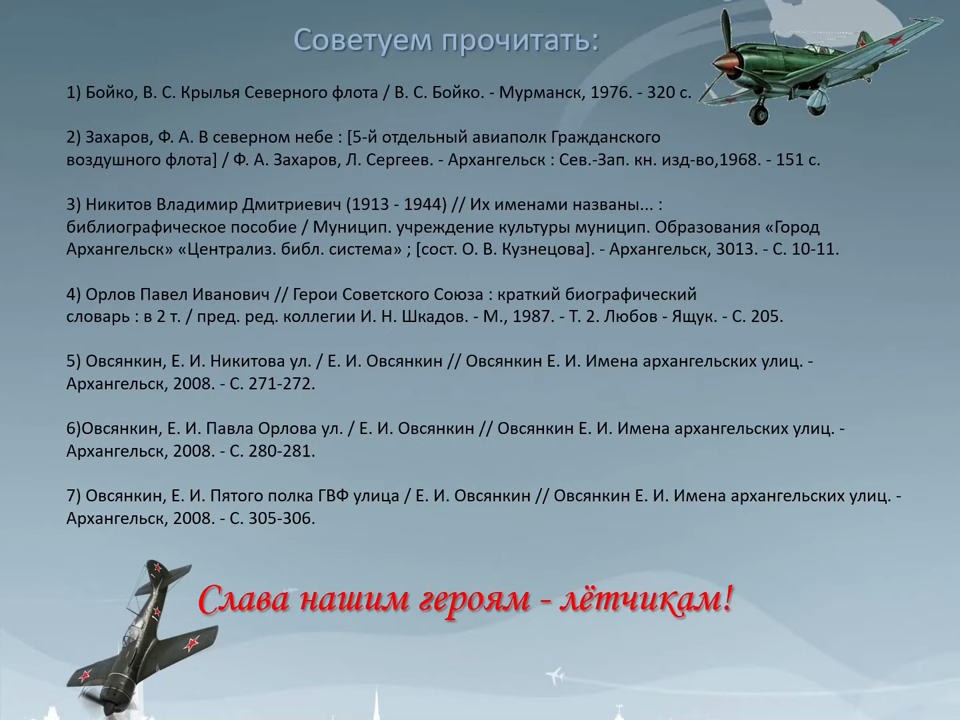 Советуем прочитать:
1) Бойко, В. С. Крылья Северного флота / В. С. Бойко. - Мурманск, 1976. - 320 с.
2) Захаров, Ф. А. В северном небе : [5-й отдельный авиаполк Гражданского
воздушного флота] / Ф. А. Захаров, Л. Сергеев. - Архангельск : Сев.-Зап. кн. изд-во,1968. - 151 с.
3) Никитов Владимир Дмитриевич (1913 - 1944) // Их именами названы... :
библиографическое пособие / Муницип. учреждение культуры муницип. Образования «Город
Архангельск» «Централиз. библ. система» ; [сост. О. В. Кузнецова]. - Архангельск, 3013. - С. 10-11.
4) Орлов Павел Иванович // Герои Советского Союза : краткий биографический
словарь : в 2 т. / пред. ред. коллегии И. Н. Шкадов. - М., 1987. - Т. 2. Любов - Ящук. - С. 205.
5) Овсянкин, Е. И. Никитова ул. / Е. И. Овсянкин // Овсянкин Е. И. Имена архангельских улиц. -
Архангельск, 2008. - С. 271-272.
6)Овсянкин, Е. И. Павла Орлова ул. / Е. И. Овсянкин // Овсянкин Е. И. Имена архангельских улиц. -
Архангельск, 2008. - С. 280-281.
7) Овсянкин, Е. И. Пятого полка ГВФ улица / Е. И. Овсянкин // Овсянкин Е. И. Имена архангельских улиц. -
Архангельск, 2008. - С. 305-306.
Слава нашим героям - лётчикам!